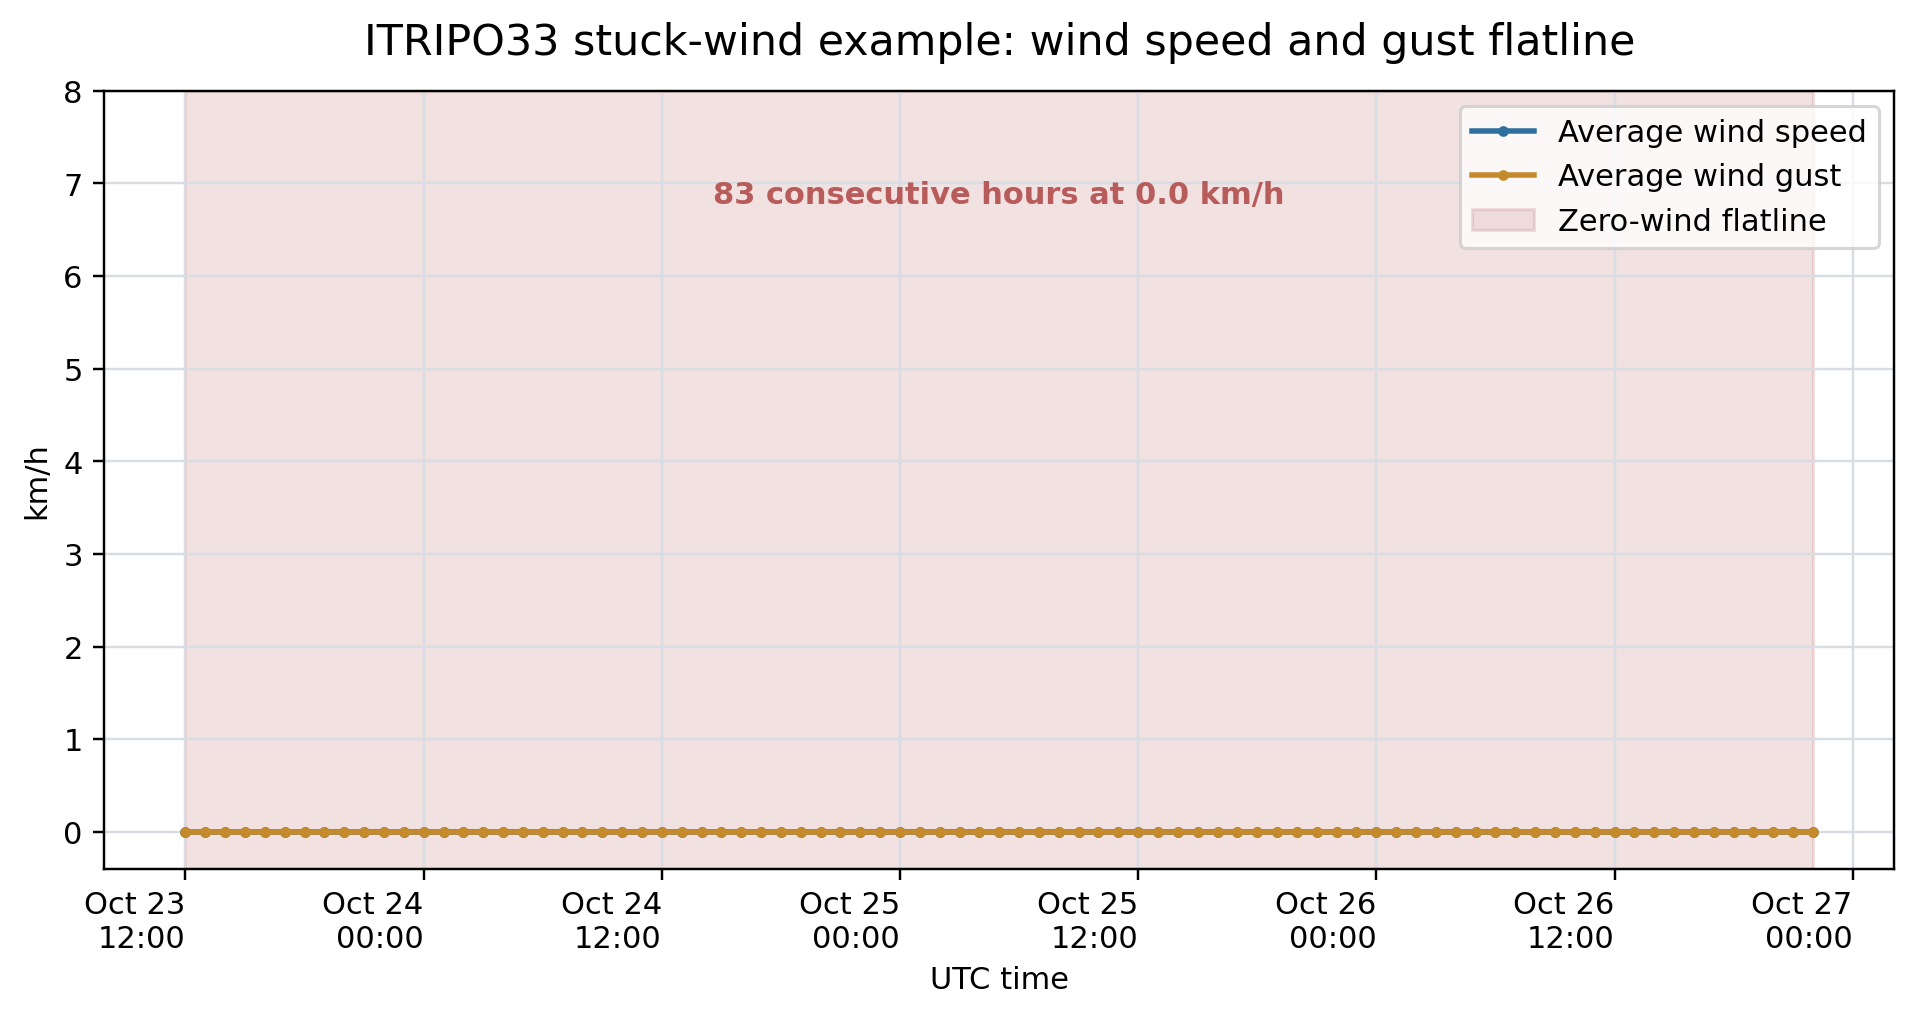 ITRIPO33 stuck-wind example: wind speed and gust flatline
8
7
6
5
4
3
2
1
0
km/h
83 consecutive hours at 0.0 km/h
Average wind speed
Average wind gust
Zero-wind flatline
Oct 23
12:00
Oct 24
00:00
Oct 24
12:00
Oct 25
00:00
Oct 25
12:00
Oct 26
00:00
Oct 26
12:00
Oct 27
00:00
UTC time